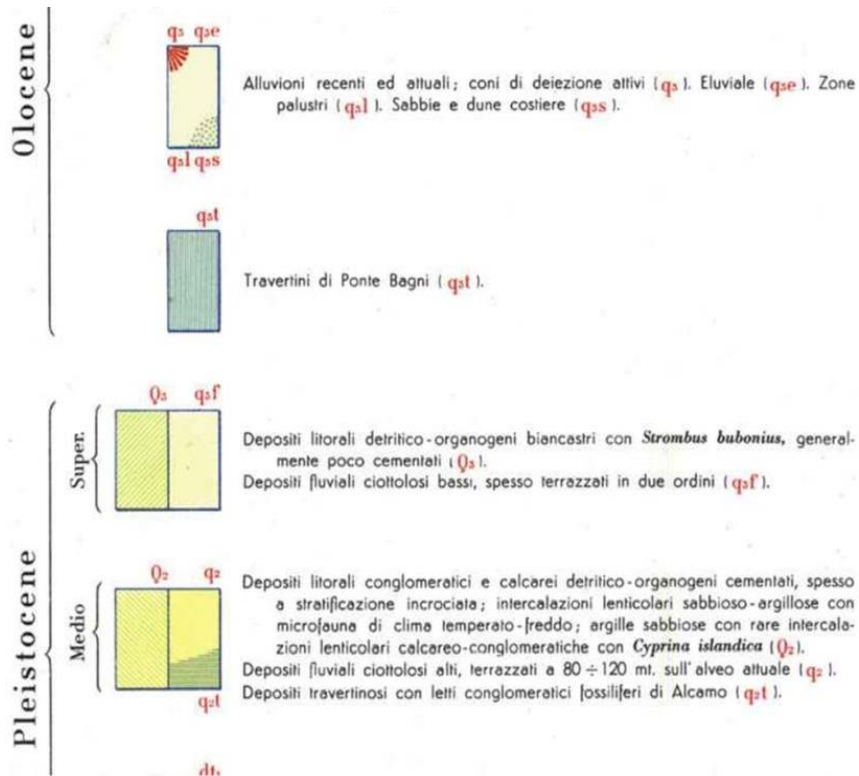 Olocene
q₃ q₃e
q₃l q₃s
Alluvioni recenti ed attuali; coni di deiezione attivi (q₃). Eluviale (q₃e). Zone
palustri (q₃l). Sabbie e dune costiere (q₃s).
q₃t
Travertini di Ponte Bagni (q₃t).
Pleistocene
Super.
Q₃ q₃f
Depositi litorali detritico-organogeni biancastri con Strombus bubonius, general-
mente poco cementati (Q₃).
Depositi fluviali ciottolosi bassi, spesso terrazzati in due ordini (q₃f).
Medio
Q₂ q₂
q₂t
Depositi litorali conglomeratici e calcarei detritico-organogeni cementati, spesso
a stratificazione incrociata; intercalazioni lenticolari sabbioso-argillose con
microfauna di clima temperato-freddo; argille sabbiose con rare intercala-
zioni lenticolari calcareo-conglomeratiche con Cyprina islandica (Q₂).
Depositi fluviali ciottolosi alti, terrazzati a 80÷120 mt. sull'alveo attuale (q₂).
Depositi travertinosi con letti conglomeratici fossiliferi di Alcamo (q₂t).